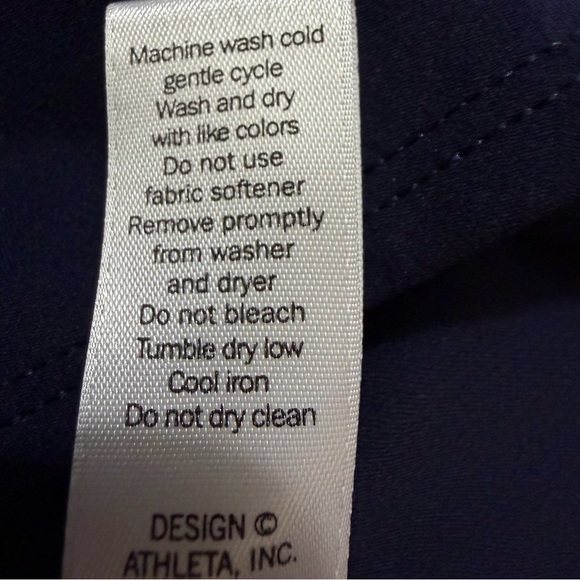 Machine wash cold
gentle cycle
Wash and dry
with like colors
Do not use
fabric softener
Remove promptly
from washer
and dryer
Do not bleach
Tumble dry low
Cool iron
Do not dry clean
DESIGN ©
ATHLETA, INC.